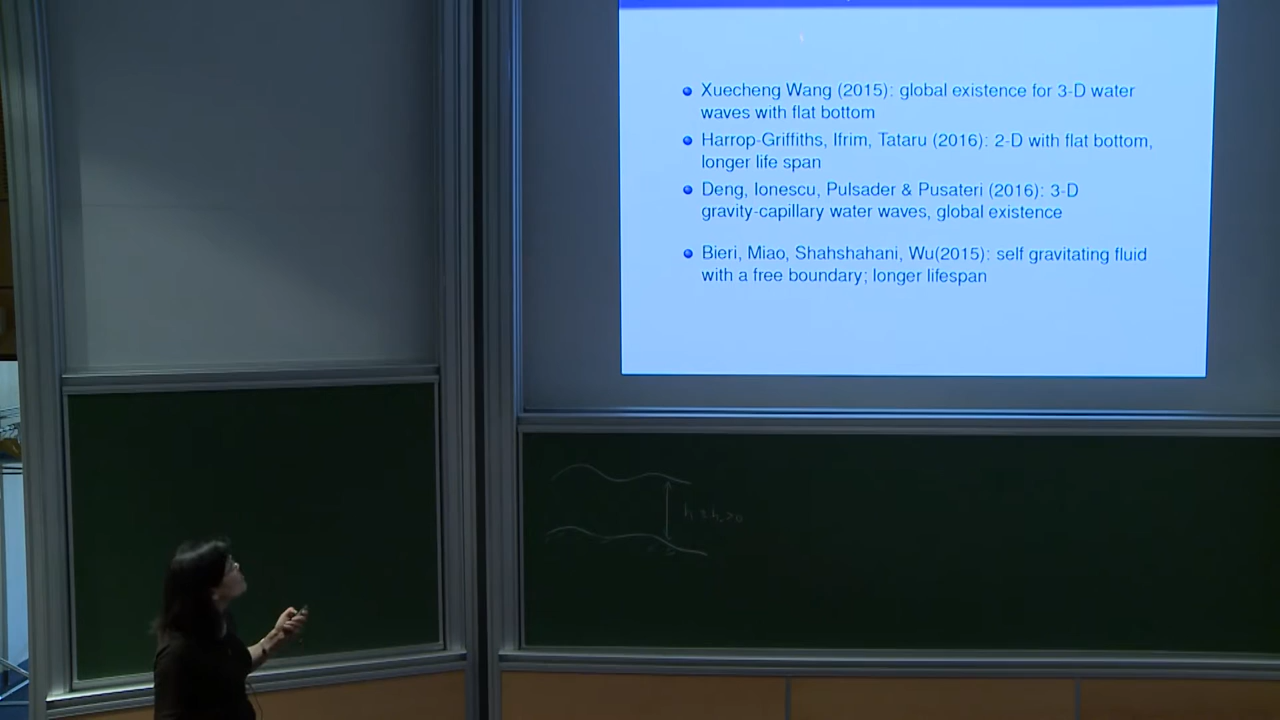 Xuecheng Wang (2015): global existence for 3-D water
waves with flat bottom
Harrop-Griffiths, Ifrim, Tataru (2016): 2-D with flat bottom,
longer life span
Deng, Ionescu, Pulsader & Pusateri (2016): 3-D
gravity-capillary water waves, global existence
Bieri, Miao, Shahshahani, Wu(2015): self gravitating fluid
with a free boundary; longer lifespan